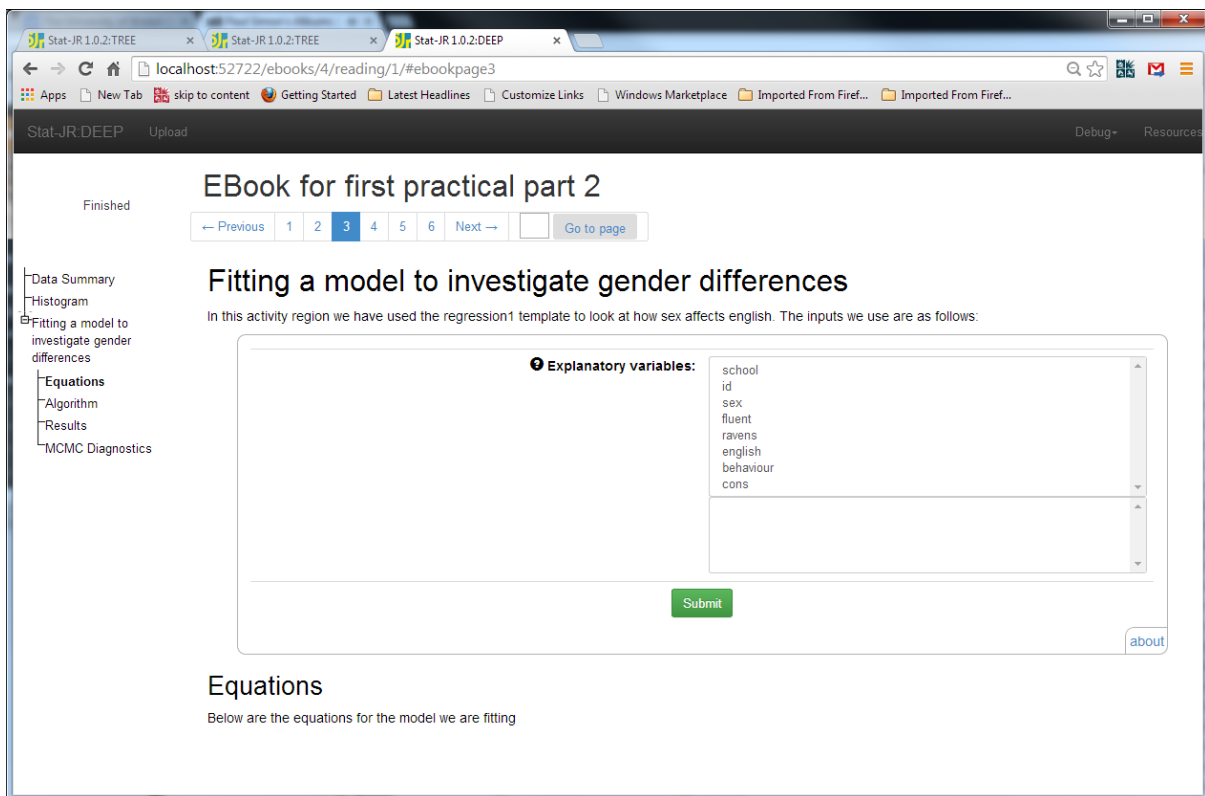 Stat-JR 1.0.2:TREE
Stat-JR 1.0.2:TREE
Stat-JR 1.0.2:DEEP
localhost:52722/ebooks/4/reading/1/#ebookpage3
Apps New Tab skip to content Getting Started Latest Headlines Customize Links Windows Marketplace Imported From Firef... Imported From Firef...
Stat-JR:DEEP Upload Debug Resources
Finished
EBook for first practical part 2
← Previous 1 2 3 4 5 6 Next → Go to page
Data Summary
Histogram
Fitting a model to
investigate gender
differences
Equations
Algorithm
Results
MCMC Diagnostics
Fitting a model to investigate gender differences
In this activity region we have used the regression1 template to look at how sex affects english. The inputs we use are as follows:
Explanatory variables:
school
id
sex
fluent
ravens
english
behaviour
cons
Submit
about
Equations
Below are the equations for the model we are fitting